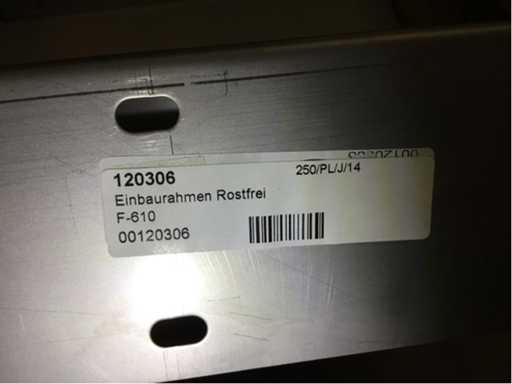 120306
250/PL/J/14
Einbaurahmen Rostfrei
F-610
00120306